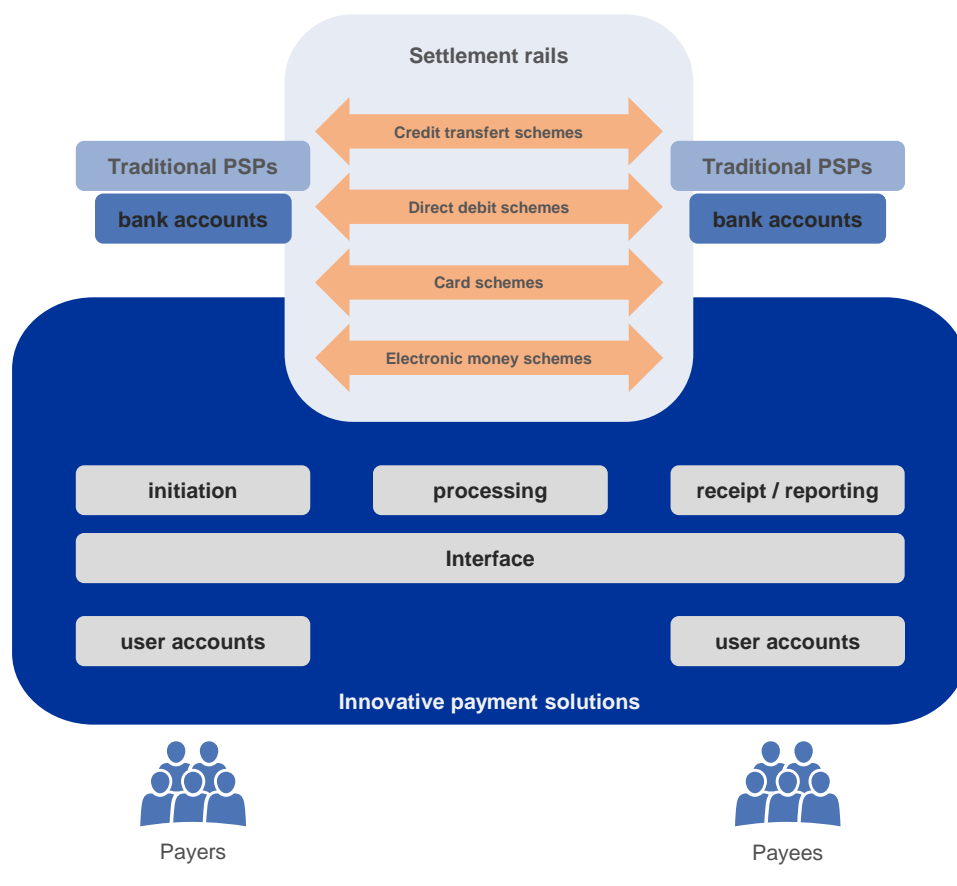 Settlement rails
Credit transfert schemes
Traditional PSPs
Traditional PSPs
Direct debit schemes
bank accounts
bank accounts
Card schemes
Electronic money schemes
initiation
processing
receipt / reporting
Interface
user accounts
user accounts
Innovative payment solutions
Payers
Payees